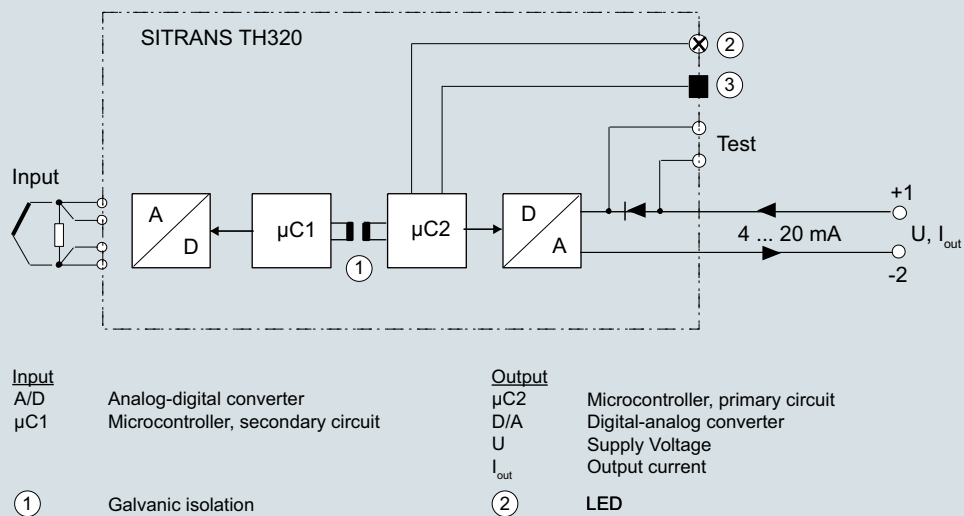 SITRANS TH320
2
3
Test
Input
A
D
µC1
µC2
D
A
1
+1
4 ... 20 mA
U, Iout
-2
Input
A/D Analog-digital converter
µC1 Microcontroller, secondary circuit
1 Galvanic isolation
Output
µC2 Microcontroller, primary circuit
D/A Digital-analog converter
U Supply Voltage
Iout Output current
2 LED